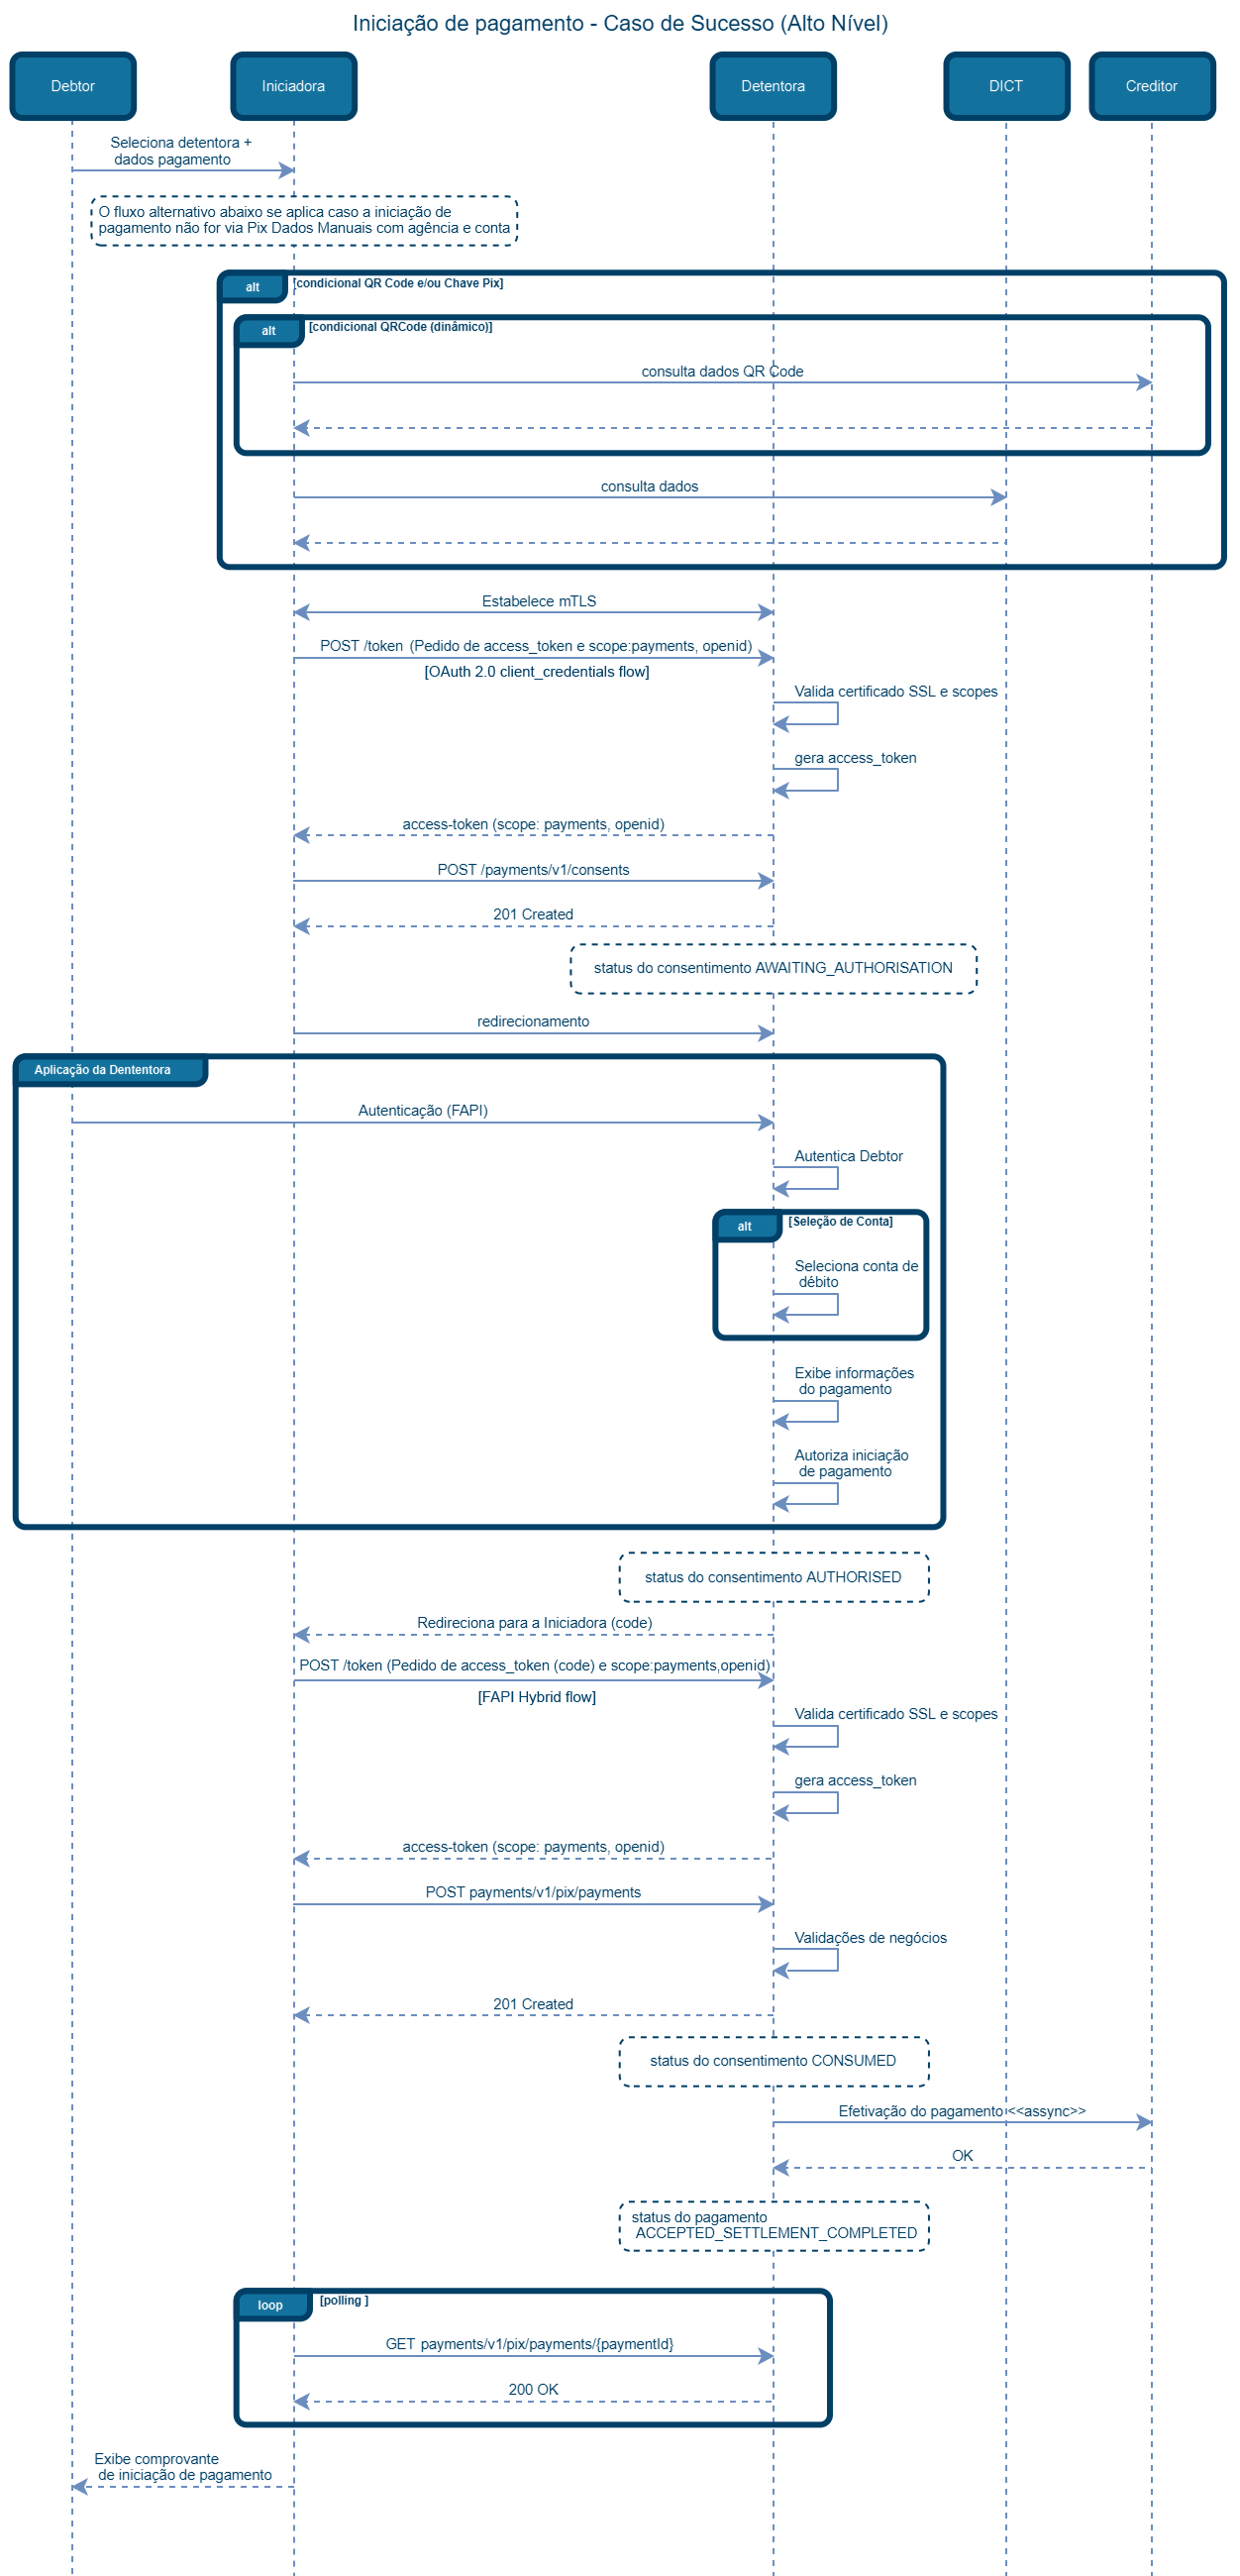 Iniciação de pagamento - Caso de Sucesso (Alto Nível)
Debtor
Iniciadora
Detentora
DICT
Creditor
Seleciona detentora +
dados pagamento
O fluxo alternativo abaixo se aplica caso a iniciação de
pagamento não for via Pix Dados Manuais com agência e conta
alt
[condicional QR Code e/ou Chave Pix]
alt
[condicional QRCode (dinâmico)]
consulta dados QR Code
consulta dados
Estabelece mTLS
POST /token (Pedido de access_token e scope:payments, openid)
[OAuth 2.0 client_credentials flow]
Valida certificado SSL e scopes
gera access_token
access-token (scope: payments, openid)
POST /payments/v1/consents
201 Created
status do consentimento AWAITING_AUTHORISATION
redirecionamento
Aplicação da Dententora
Autenticação (FAPI)
Autentica Debtor
alt
[Seleção de Conta]
Seleciona conta de
débito
Exibe informações
do pagamento
Autoriza iniciação
de pagamento
status do consentimento AUTHORISED
Redireciona para a Iniciadora (code)
POST /token (Pedido de access_token (code) e scope:payments,openid)
[FAPI Hybrid flow]
Valida certificado SSL e scopes
gera access_token
access-token (scope: payments, openid)
POST payments/v1/pix/payments
Validações de negócios
201 Created
status do consentimento CONSUMED
Efetivação do pagamento <<assync>>
OK
status do pagamento
ACCEPTED_SETTLEMENT_COMPLETED
loop
[polling ]
GET payments/v1/pix/payments/{paymentId}
200 OK
Exibe comprovante
de iniciação de pagamento